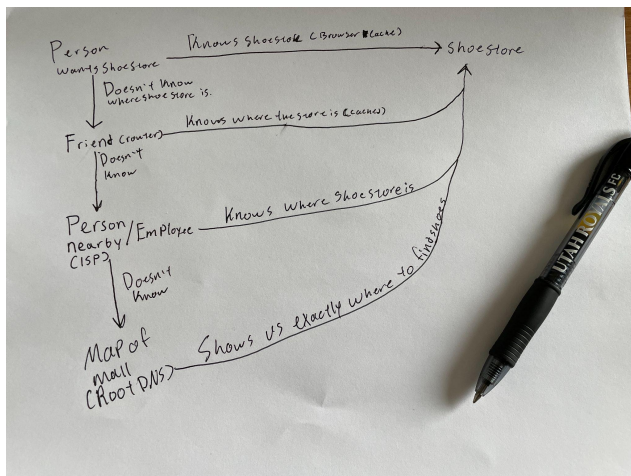 Person
wants shoestore
Knows shoestore (Browser cache)
shoestore
Doesn't know
where shoe store is.
Friend (router)
Knows where the store is (cached)
Doesn't
know
Person
nearby / Employee
(ISP)
Knows where shoestore is
Doesn't
know
Map of
mall
(Root DNS)
Shows us exactly where to find shoes
UTAH ROYALS FC